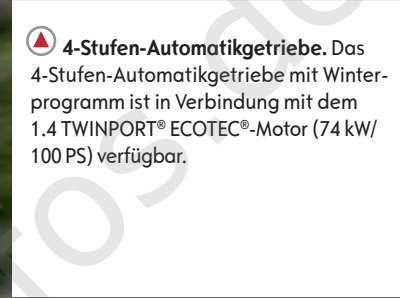 4-Stufen-Automatikgetriebe. Das
4-Stufen-Automatikgetriebe mit Winter-
programm ist in Verbindung mit dem
1.4 TWINPORT® ECOTEC®-Motor (74 kW/
100 PS) verfügbar.